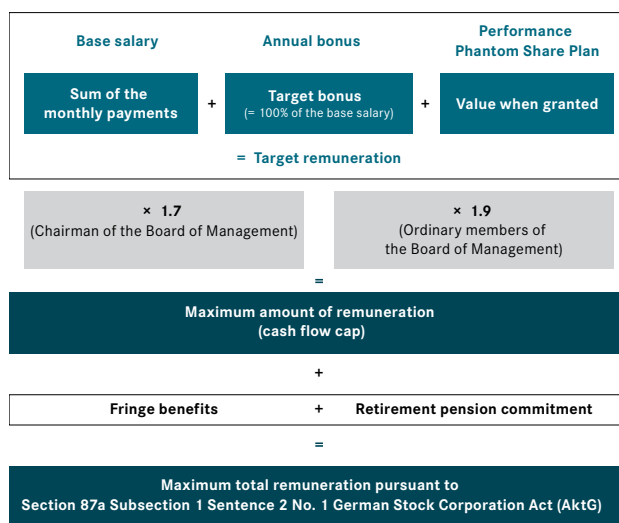 Base salary
Annual bonus
Performance
Phantom Share Plan
Sum of the
monthly payments
+
Target bonus
(= 100% of the base salary)
+
Value when granted
= Target remuneration
× 1.7
(Chairman of the Board of Management)
× 1.9
(Ordinary members of
the Board of Management)
=
Maximum amount of remuneration
(cash flow cap)
+
Fringe benefits + Retirement pension commitment
=
Maximum total remuneration pursuant to
Section 87a Subsection 1 Sentence 2 No. 1 German Stock Corporation Act (AktG)